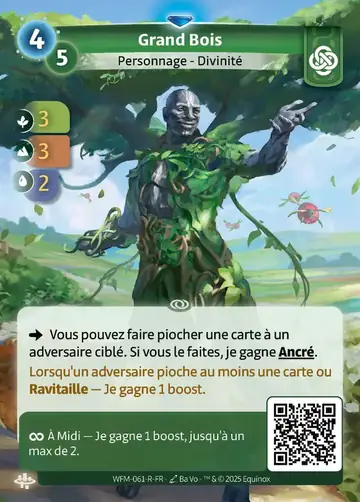 4
Grand Bois
5
Personnage - Divinité
3
3
2
Vous pouvez faire piocher une carte à un
adversaire ciblé. Si vous le faites, je gagne Ancré.
Lorsqu'un adversaire pioche au moins une carte ou
Ravitaille — Je gagne 1 boost.
À Midi — Je gagne 1 boost, jusqu'à un
max de 2.
WFM-061-R-FR - Ba Vo - ™ & © 2025 Equinox